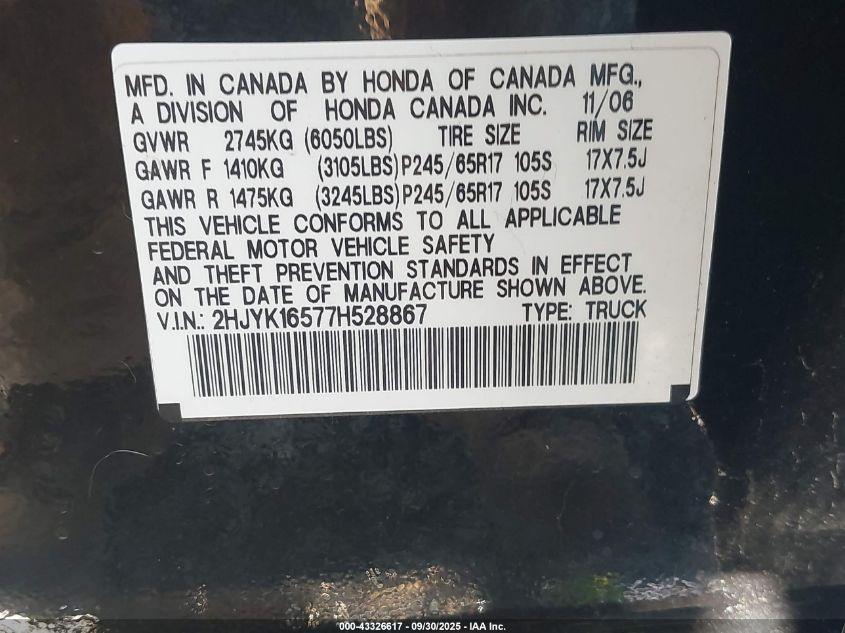 MFD. IN CANADA BY HONDA OF CANADA MFG.,
A DIVISION OF HONDA CANADA INC. 11/06
GVWR 2745KG (6050LBS) TIRE SIZE RIM SIZE
GAWR F 1410KG (3105LBS) P245/65R17 105S 17X7.5J
GAWR R 1475KG (3245LBS) P245/65R17 105S 17X7.5J
THIS VEHICLE CONFORMS TO ALL APPLICABLE
FEDERAL MOTOR VEHICLE SAFETY
AND THEFT PREVENTION STANDARDS IN EFFECT
ON THE DATE OF MANUFACTURE SHOWN ABOVE.
V.I.N.: 2HJYK16577H528867 TYPE: TRUCK
000-43326617 - 09/30/2025 - IAA Inc.